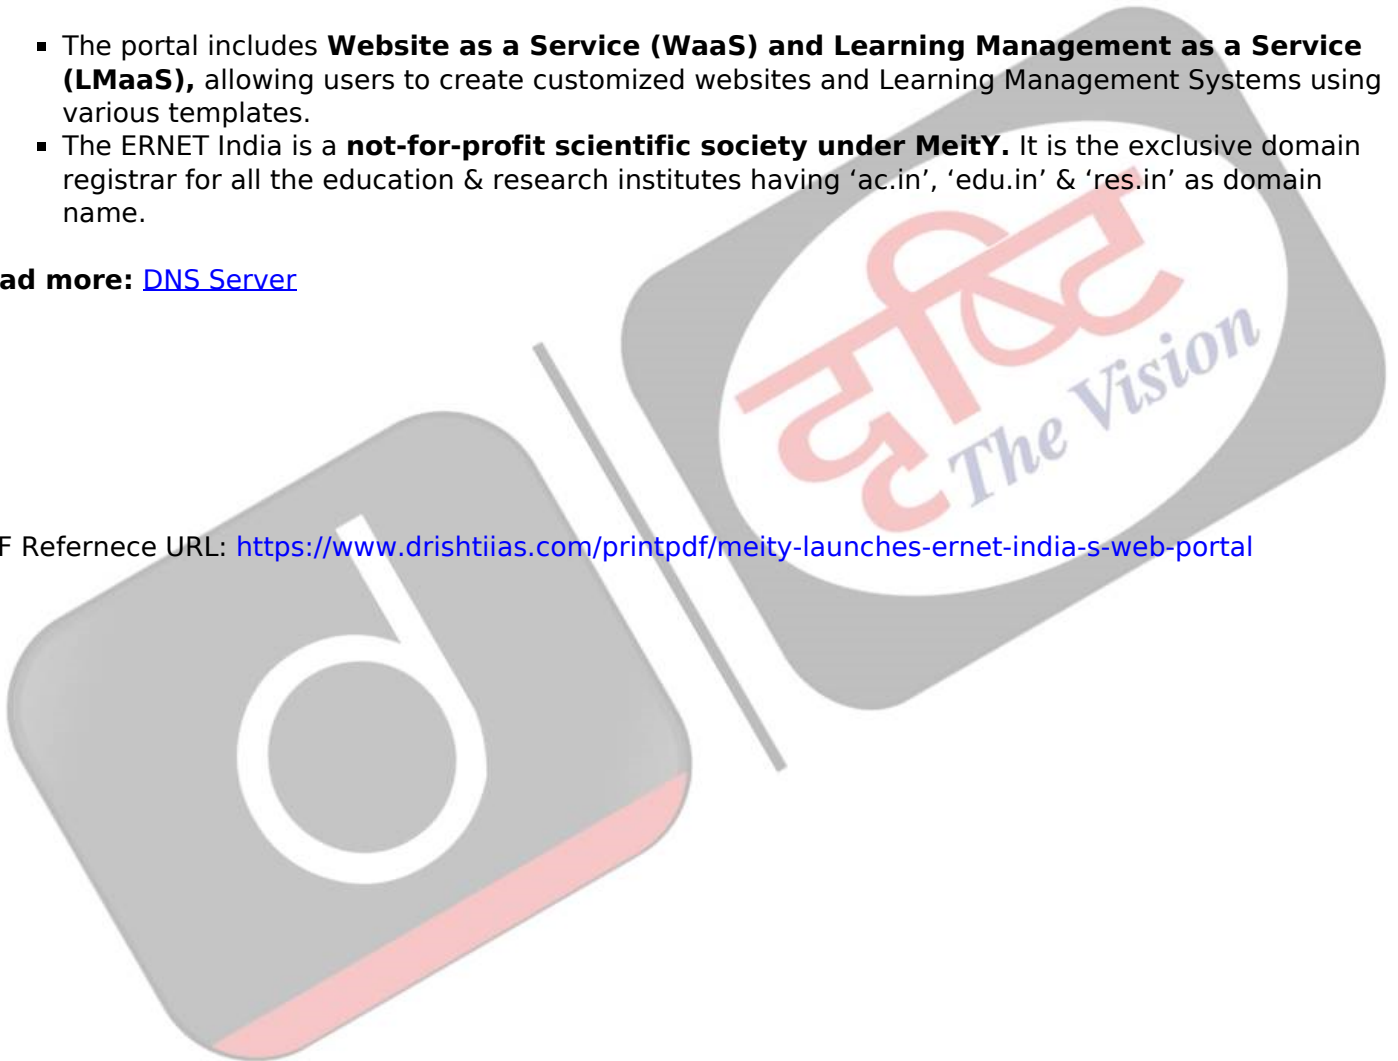 The portal includes Website as a Service (WaaS) and Learning Management as a Service
(LMaaS), allowing users to create customized websites and Learning Management Systems using
various templates.
The ERNET India is a not-for-profit scientific society under MeitY. It is the exclusive domain
registrar for all the education & research institutes having ‘ac.in’, ‘edu.in’ & ‘res.in’ as domain
name.
ad more: DNS Server
दृष्टि
The Vision
F Refernece URL: https://www.drishtiias.com/printpdf/meity-launches-ernet-india-s-web-portal
d